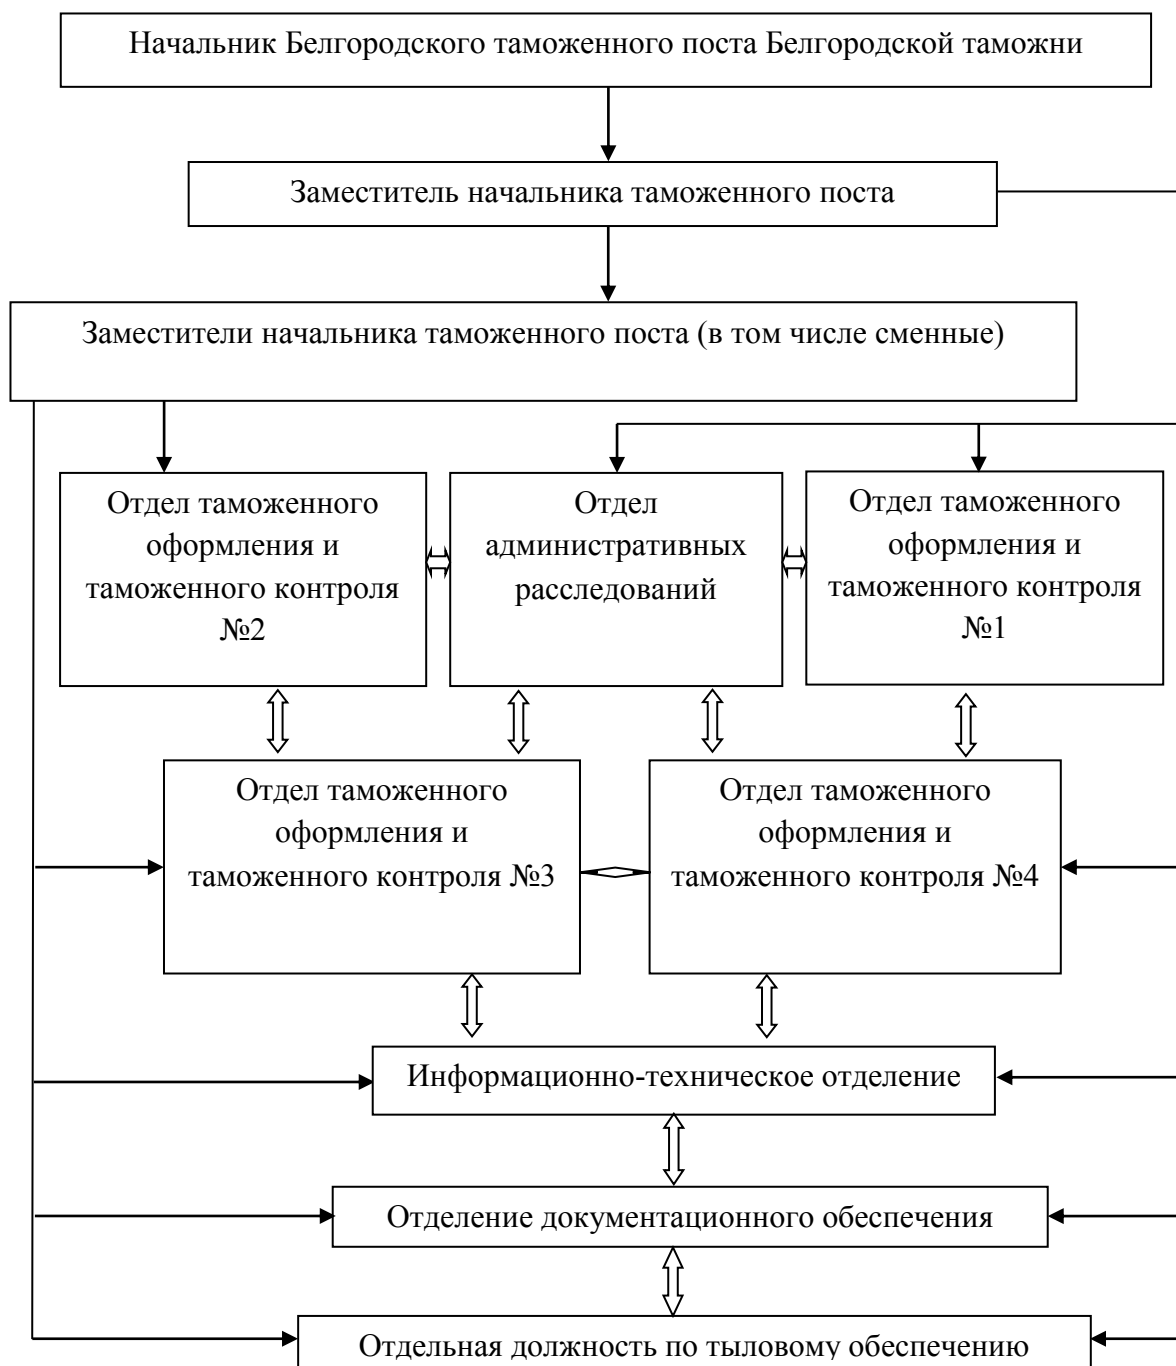 Начальник Белгородского таможенного поста Белгородской таможни
Заместитель начальника таможенного поста
Заместители начальника таможенного поста (в том числе сменные)
Отдел таможенного
оформления и
таможенного контроля
№2
Отдел
административных
расследований
Отдел таможенного
оформления и
таможенного контроля
№1
Отдел таможенного
оформления и
таможенного контроля №3
Отдел таможенного
оформления и
таможенного контроля №4
Информационно-техническое отделение
Отделение документационного обеспечения
Отдельная должность по тыловому обеспечению